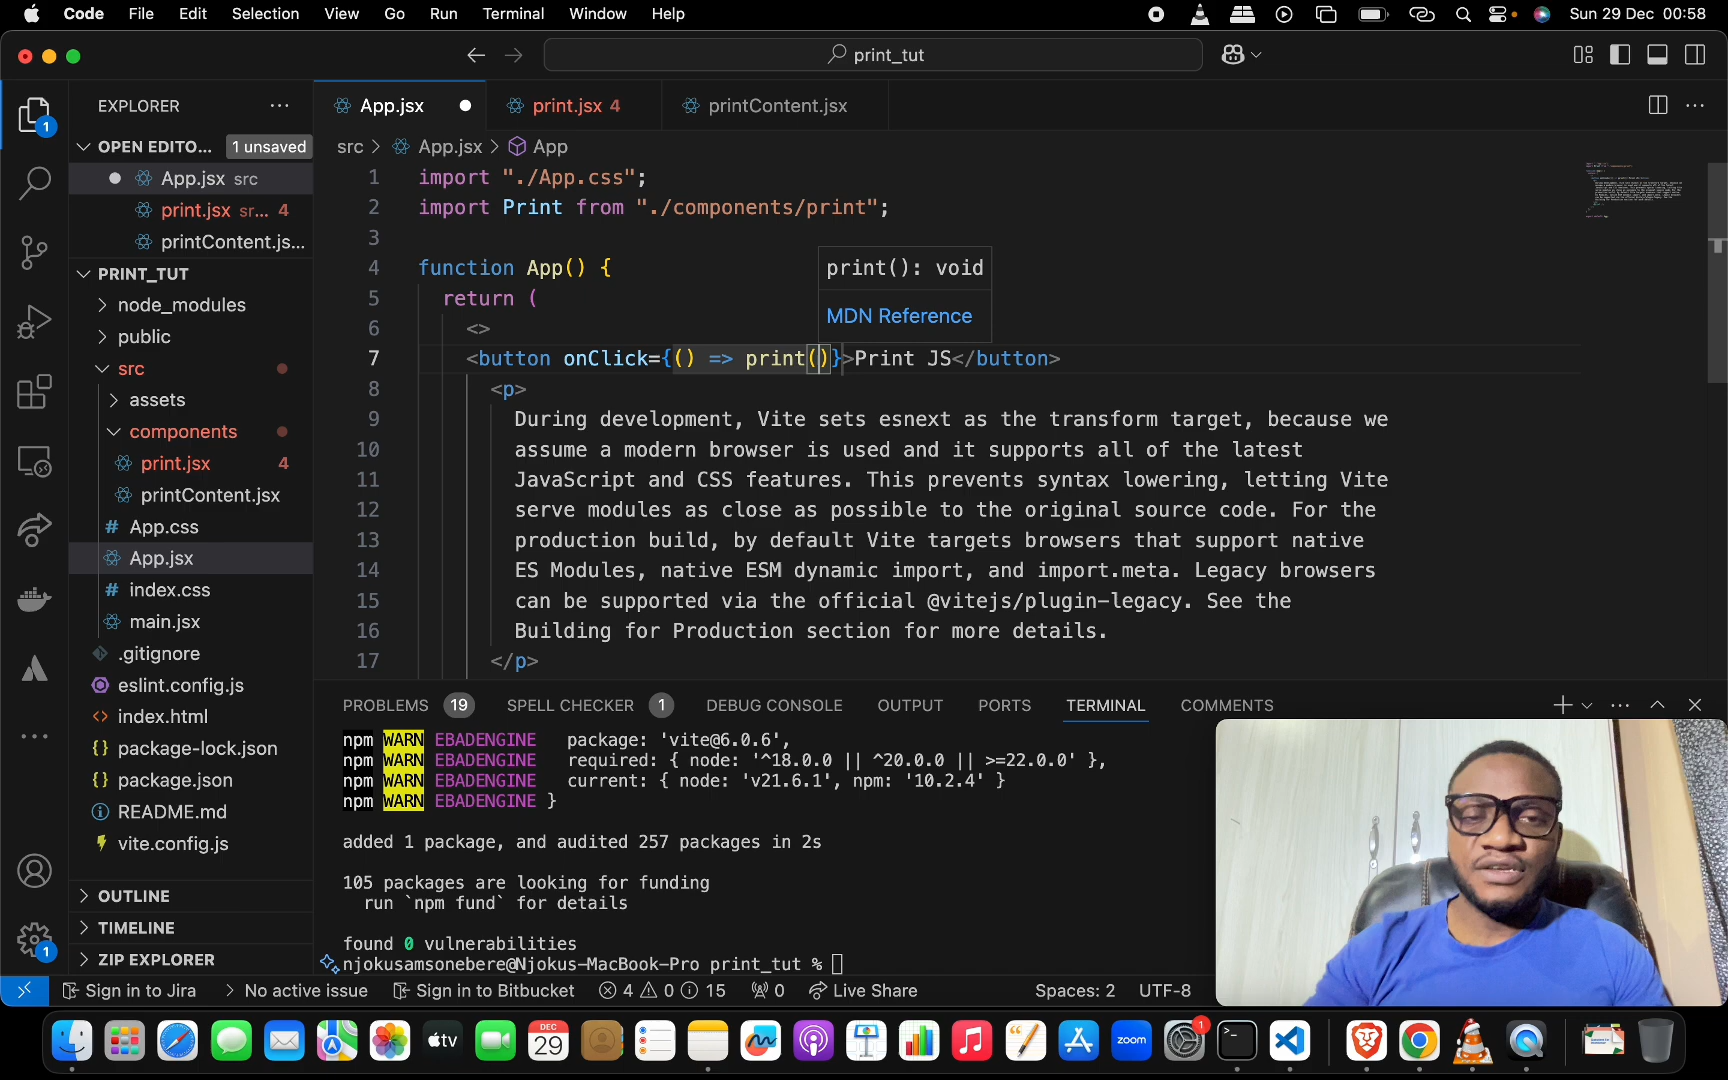 Code File Edit Selection View Go Run Terminal Window Help Sun 29 Dec 00:58
print_tut
EXPLORER
App.jsx
print.jsx 4
printContent.jsx
OPEN EDITO... 1 unsaved
App.jsx src
print.jsx sr... 4
printContent.js...
PRINT_TUT
node_modules
public
src
assets
components
print.jsx 4
printContent.jsx
# App.css
App.jsx
# index.css
main.jsx
.gitignore
eslint.config.js
<> index.html
{} package-lock.json
{} package.json
README.md
vite.config.js
OUTLINE
TIMELINE
ZIP EXPLORER
1
1
src > App.jsx > App
1 import "./App.css";
2 import Print from "./components/print";
3
4 function App() {
5 return (
6 <>
7 <button onClick={() => print()}>Print JS</button>
8 <p>
9 During development, Vite sets esnext as the transform target, because we
10 assume a modern browser is used and it supports all of the latest
11 JavaScript and CSS features. This prevents syntax lowering, letting Vite
12 serve modules as close as possible to the original source code. For the
13 production build, by default Vite targets browsers that support native
14 ES Modules, native ESM dynamic import, and import.meta. Legacy browsers
15 can be supported via the official @vitejs/plugin-legacy. See the
16 Building for Production section for more details.
17 </p>
print(): void
MDN Reference
PROBLEMS 19 SPELL CHECKER 1 DEBUG CONSOLE OUTPUT PORTS TERMINAL COMMENTS
npm WARN EBADENGINE package: 'vite@6.0.6',
npm WARN EBADENGINE required: { node: '^18.0.0 || ^20.0.0 || >=22.0.0' },
npm WARN EBADENGINE current: { node: 'v21.6.1', npm: '10.2.4' }
npm WARN EBADENGINE }
added 1 package, and audited 257 packages in 2s
105 packages are looking for funding
run `npm fund` for details
found 0 vulnerabilities
njokusamsonebere@Njokus-MacBook-Pro print_tut %
Sign in to Jira No active issue Sign in to Bitbucket 4 0 15 0 Live Share Spaces: 2 UTF-8
tv
DEC
29
zoom
1